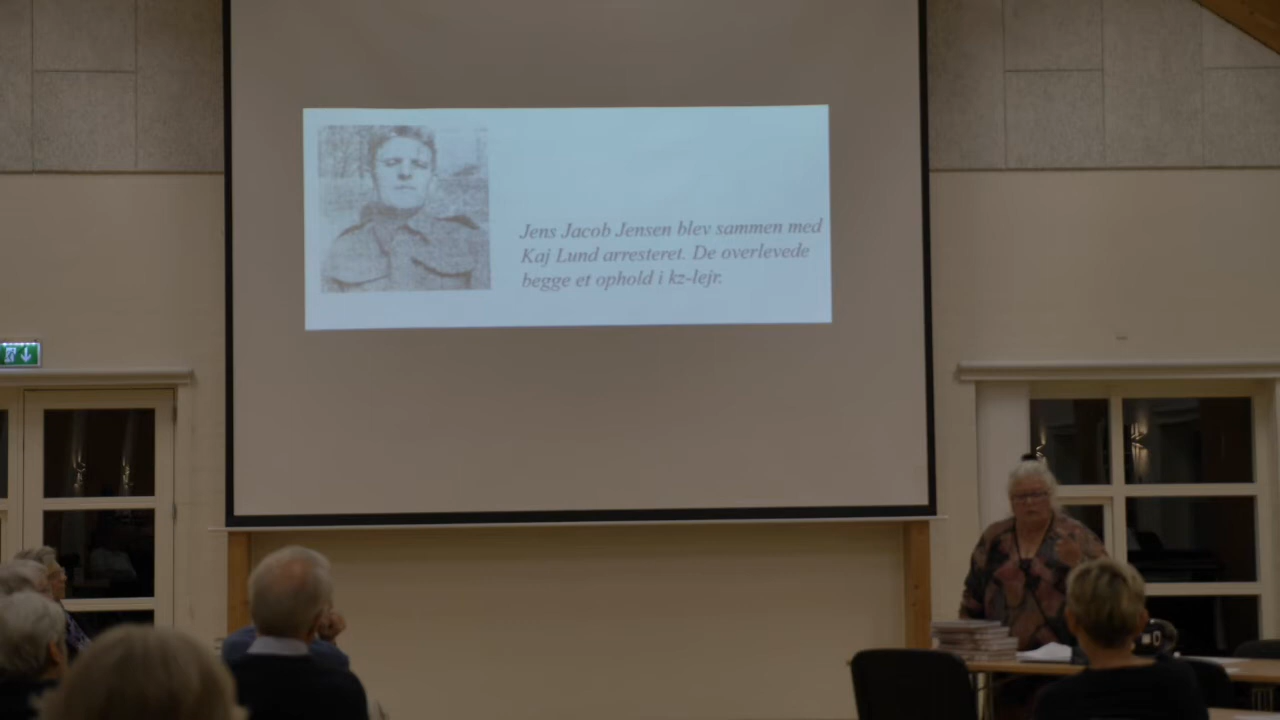 Jens Jacob Jensen blev sammen med
Kaj Lund arresteret. De overlevede
begge et ophold i kz-lejr.